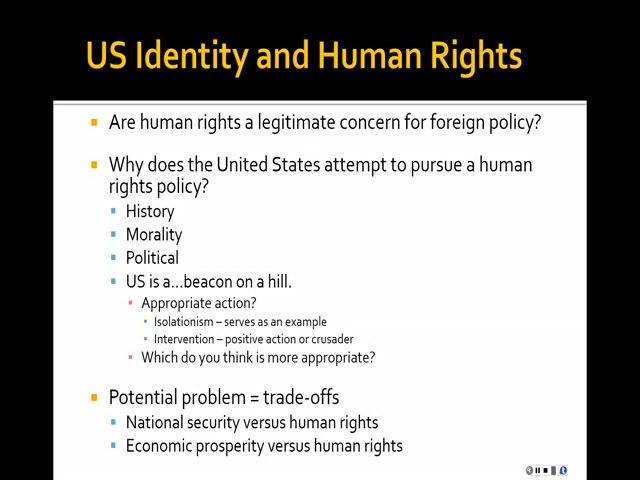 US Identity and Human Rights
Are human rights a legitimate concern for foreign policy?
Why does the United States attempt to pursue a human
rights policy?
History
Morality
Political
US is a...beacon on a hill.
Appropriate action?
Isolationism – serves as an example
Intervention – positive action or crusader
Which do you think is more appropriate?
Potential problem = trade-offs
National security versus human rights
Economic prosperity versus human rights